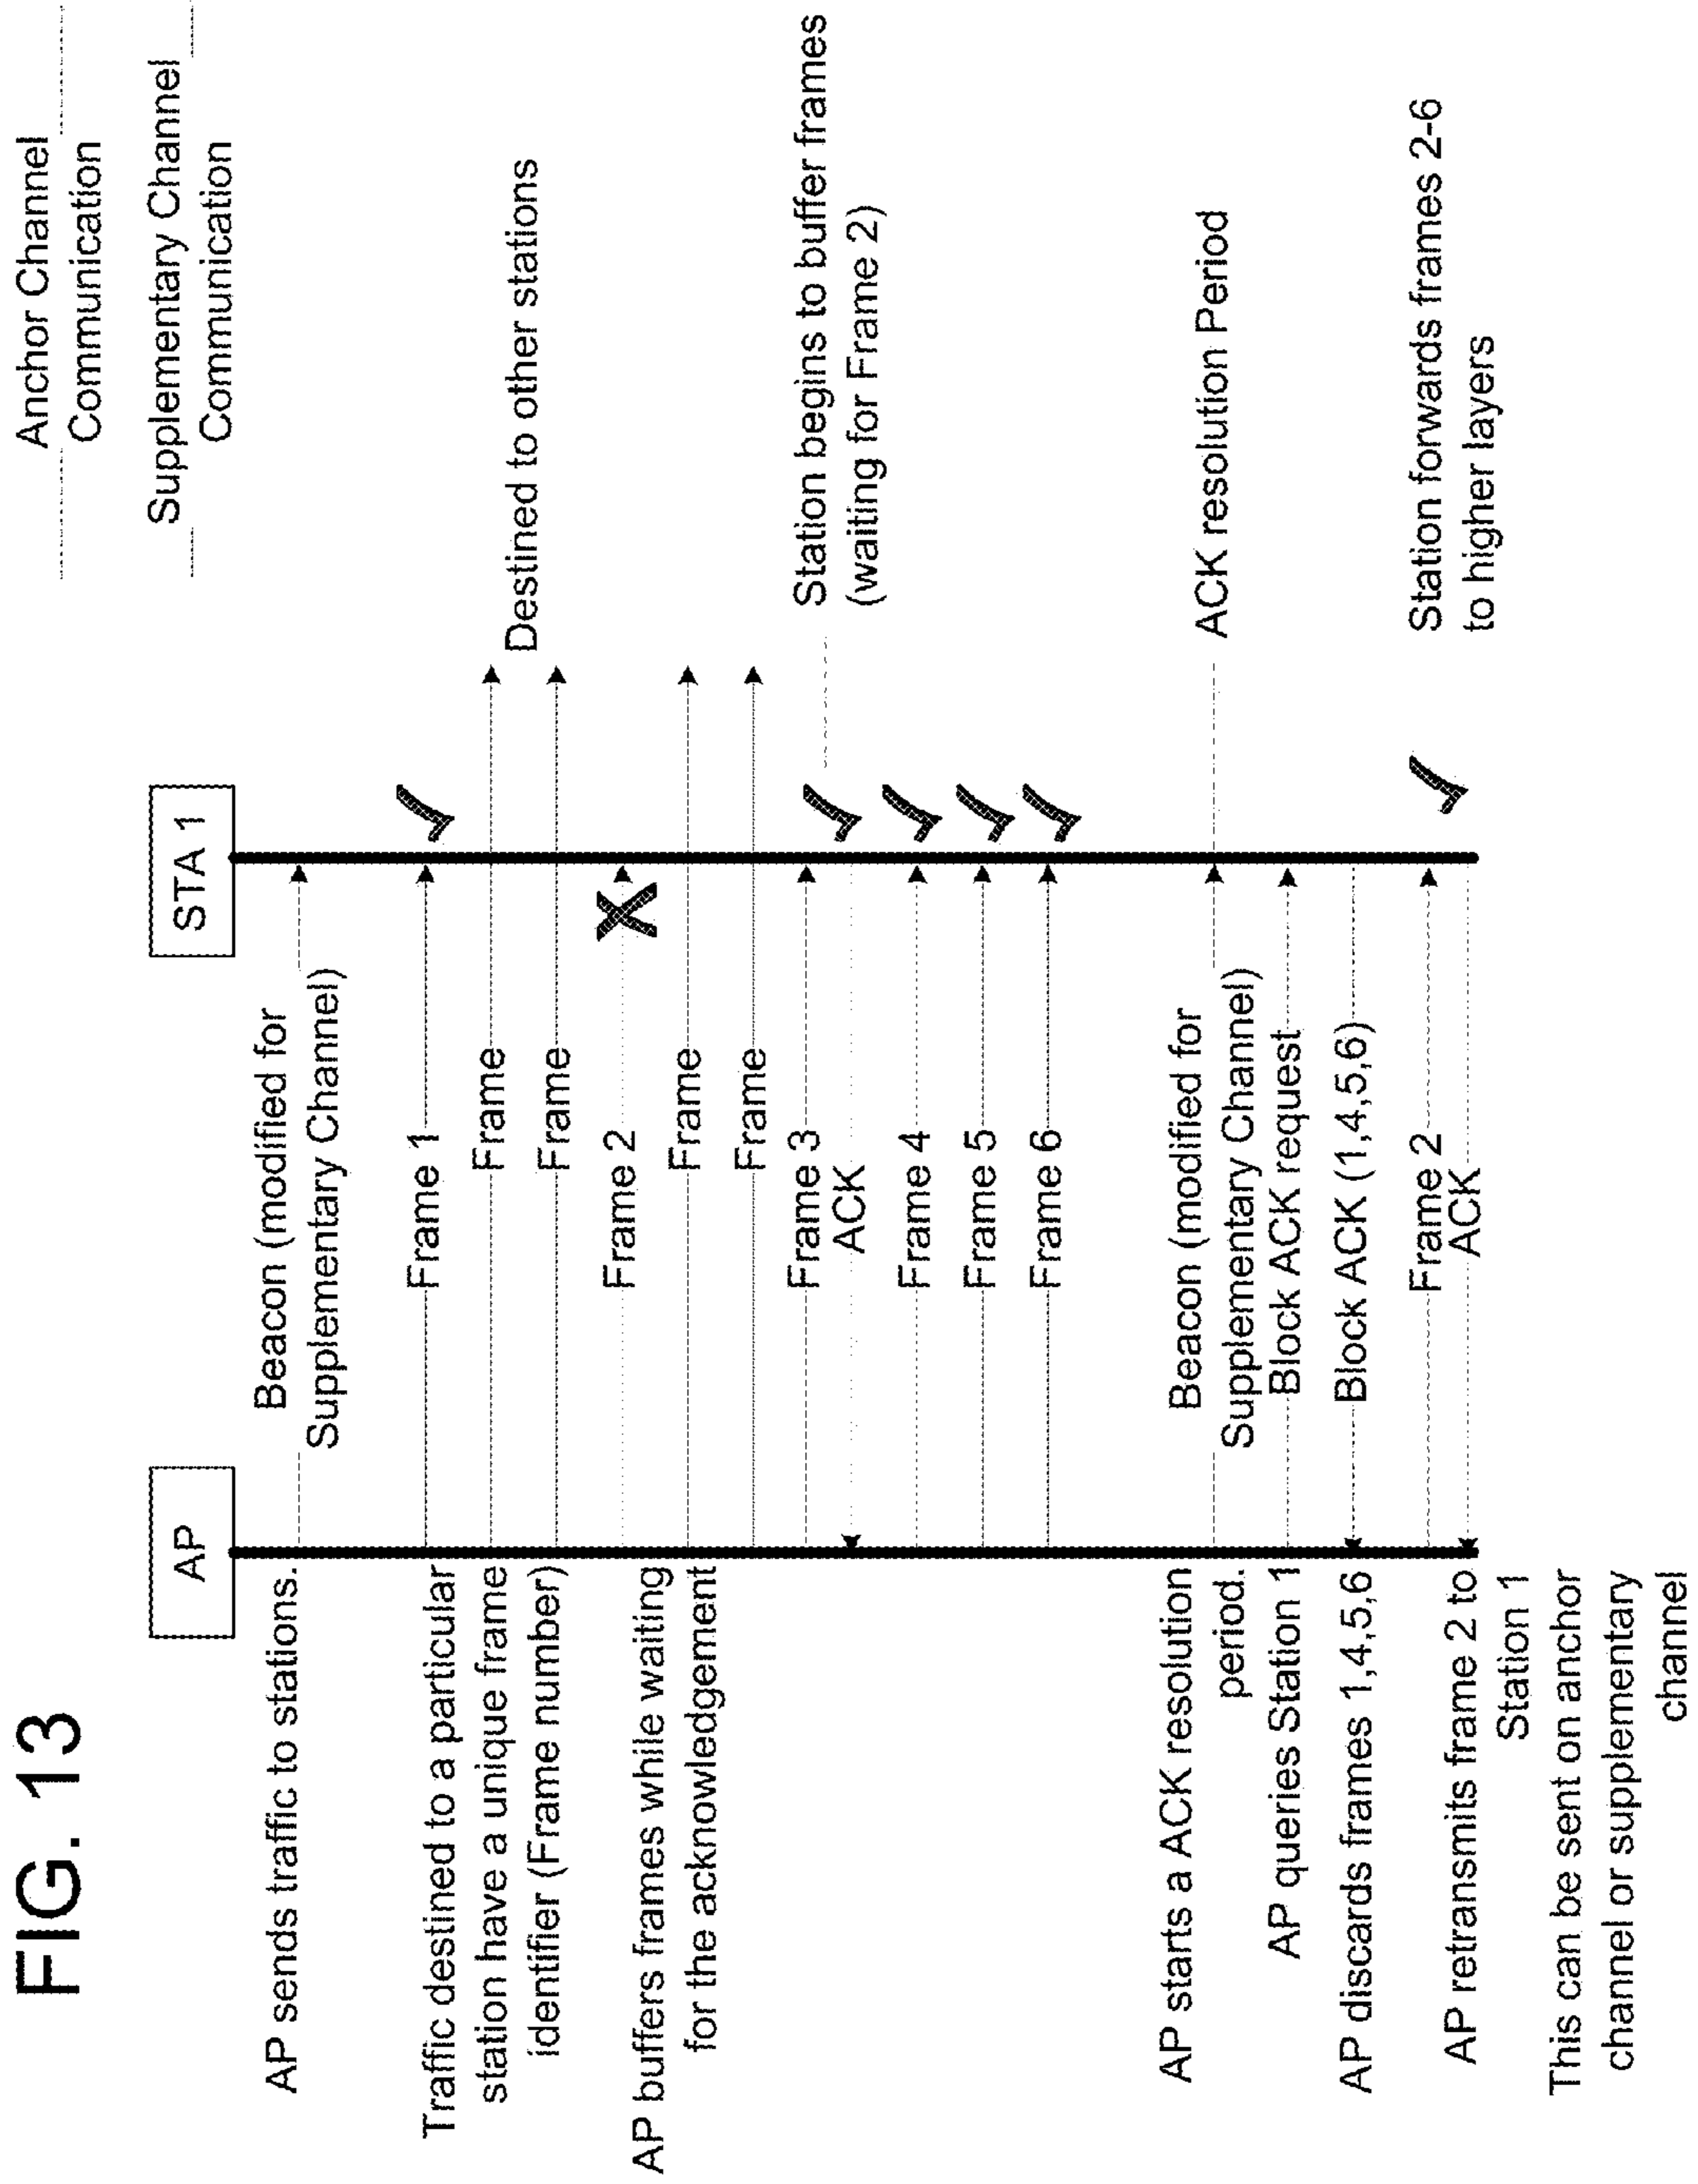 FIG. 13
Anchor Channel
Communication
Supplementary Channel
Communication
AP
STA 1
AP sends traffic to stations.
Beacon (modified for
Supplementary Channel)
Traffic destined to a particular
station have a unique frame
identifier (Frame number)
Frame 1
Frame
Frame
Destined to other stations
AP buffers frames while waiting
for the acknowledgement
Frame 2
Frame
Frame
Frame 3
ACK
Station begins to buffer frames
(waiting for Frame 2)
Frame 4
Frame 5
Frame 6
AP starts a ACK resolution
period.
Beacon (modified for
Supplementary Channel)
ACK resolution Period
AP queries Station 1
Block ACK request
AP discards frames 1,4,5,6
Block ACK (1,4,5,6)
AP retransmits frame 2 to
Station 1
This can be sent on anchor
channel or supplementary
channel
Frame 2
ACK
Station forwards frames 2-6
to higher layers